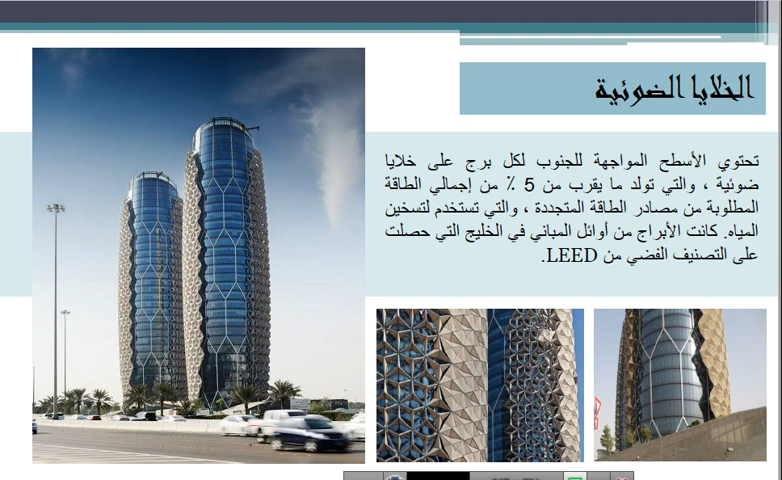 الخلايا الضوئية
تحتوي الأسطح المواجهة للجنوب لكل برج على خلايا
ضوئية ، والتي تولد ما يقرب من 5 ٪ من إجمالي الطاقة
المطلوبة من مصادر الطاقة المتجددة ، والتي تستخدم لتسخين
المياه. كانت الأبراج من أوائل المباني في الخليج التي حصلت
على التصنيف الفضي من LEED.